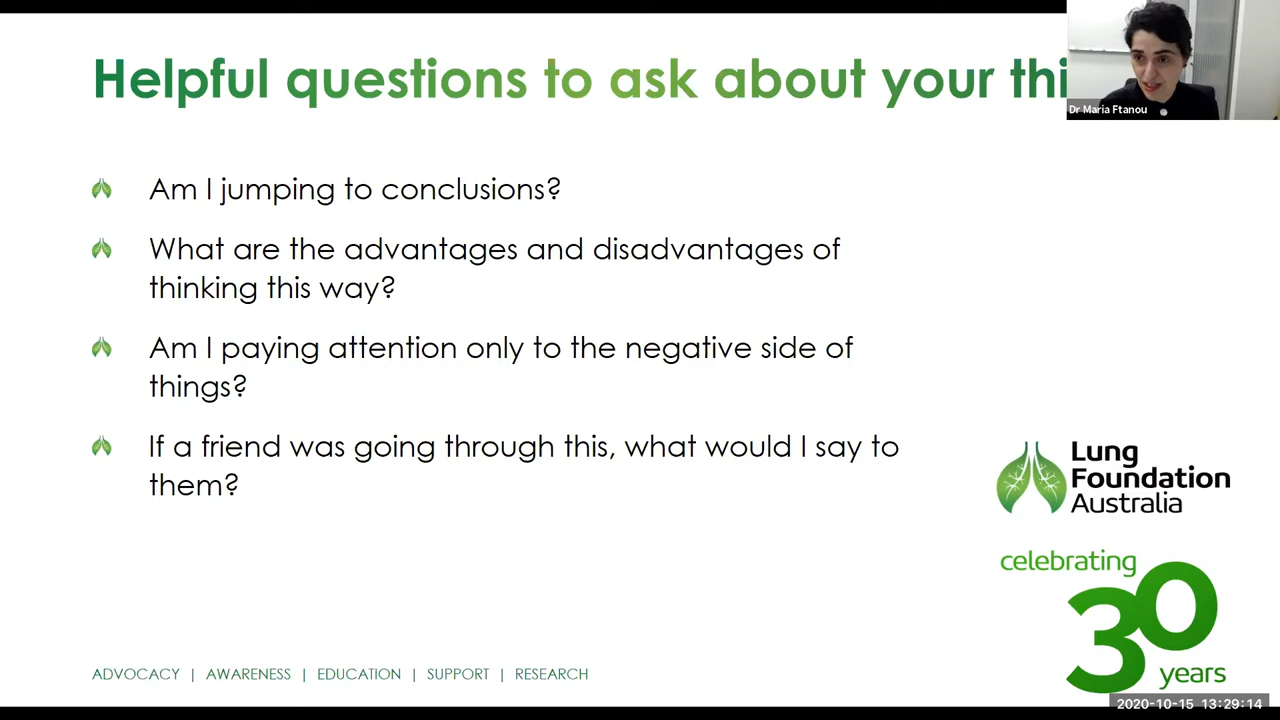 Helpful questions to ask about your thi
Dr Maria Ftanou
Am I jumping to conclusions?
What are the advantages and disadvantages of
thinking this way?
Am I paying attention only to the negative side of
things?
If a friend was going through this, what would I say to
them?
Lung
Foundation
Australia
celebrating
30
years
ADVOCACY | AWARENESS | EDUCATION | SUPPORT | RESEARCH
2020-10-15 13:29:14